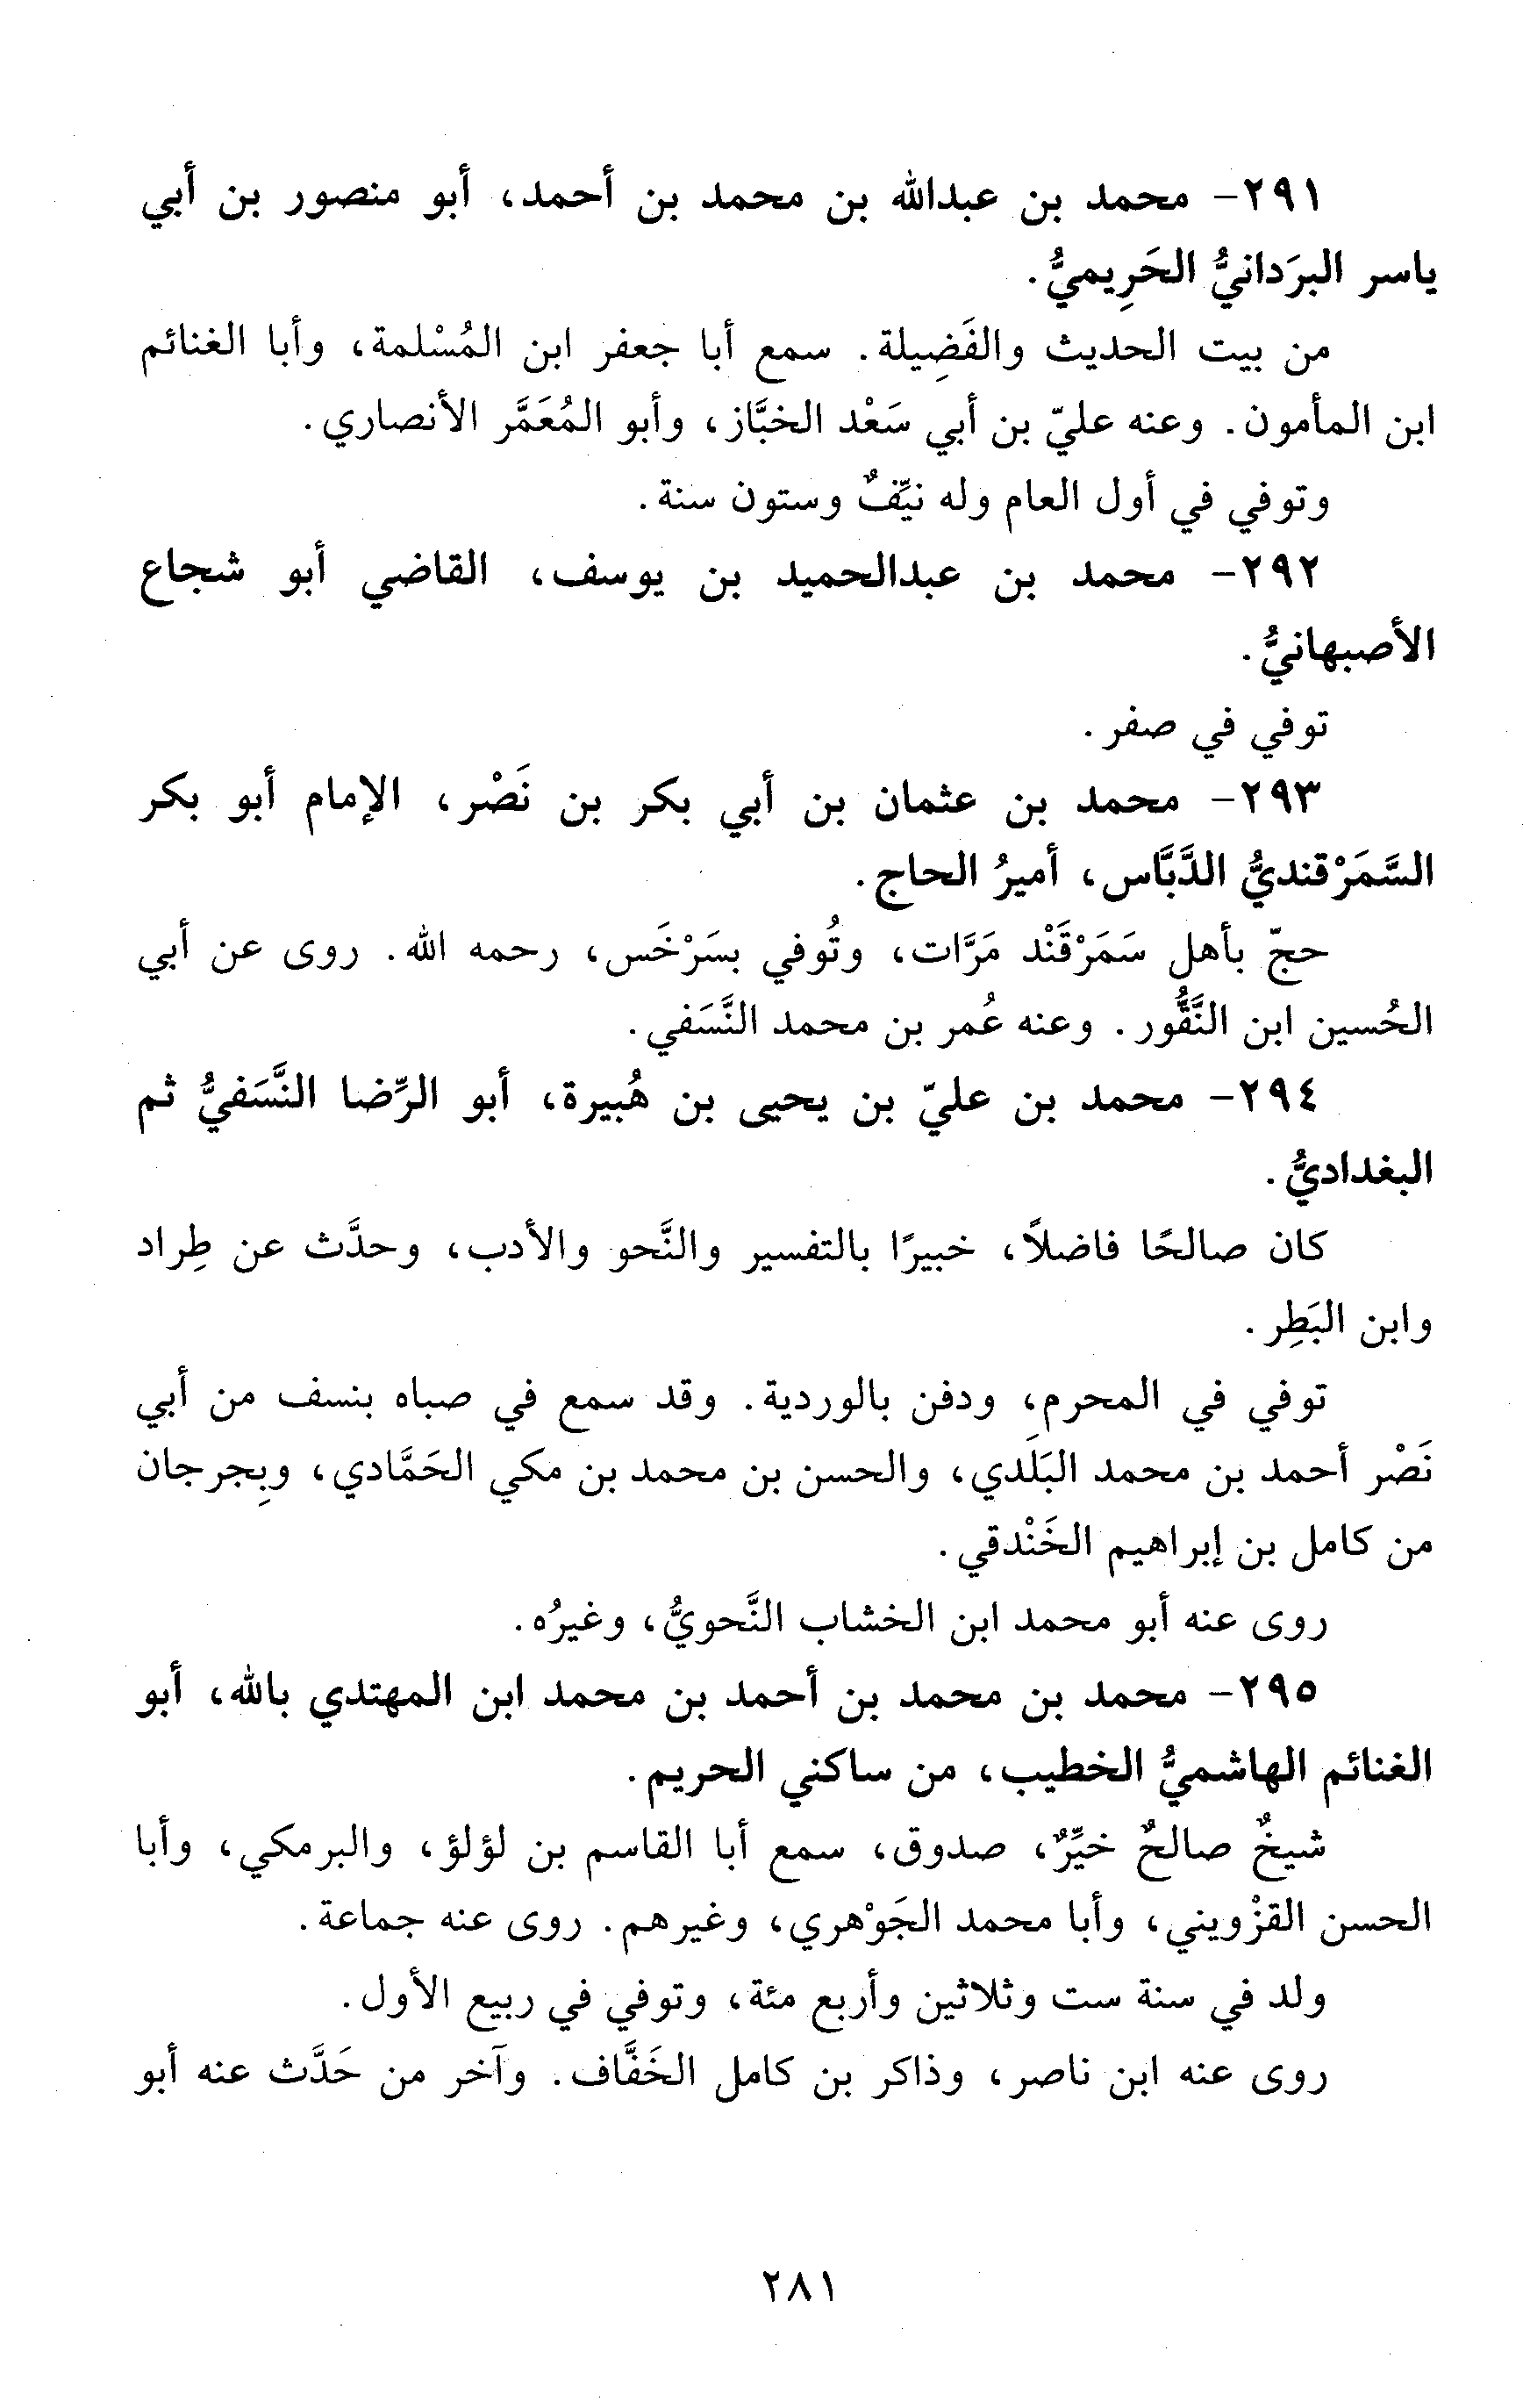 ٢٩١- محمد بن عبدالله بن محمد بن أحمد، أبو منصور بن أبي
ياسر البرَدانيُّ الحَرِيميُّ.
من بيت الحديث والفَضِيلة. سمع أبا جعفر ابن المُسْلمة، وأبا الغنائم
ابن المأمون. وعنه عليّ بن أبي سَعْد الخبَّاز، وأبو المُعَمَّر الأنصاري.
وتوفي في أول العام وله نيِّفٌ وستون سنة.
٢٩٢- محمد بن عبدالحميد بن يوسف، القاضي أبو شجاع
الأصبهانيُّ.
توفي في صفر.
٢٩٣- محمد بن عثمان بن أبي بكر بن نَصْر، الإمام أبو بكر
السَّمَرْقنديُّ الدَّبَّاس، أميرُ الحاج.
حجّ بأهل سَمَرْقَنْد مَرَّات، وتُوفي بسَرْخَس، رحمه الله. روى عن أبي
الحُسين ابن النَّقُّور. وعنه عُمر بن محمد النَّسَفي.
٢٩٤- محمد بن عليّ بن يحيى بن هُبيرة، أبو الرِّضا النَّسَفيُّ ثم
البغداديُّ.
كان صالحًا فاضلاً، خبيرًا بالتفسير والنَّحو والأدب، وحدَّث عن طِراد
وابن البَطِر.
توفي في المحرم، ودفن بالوردية. وقد سمع في صباه بنسف من أبي
نَصْر أحمد بن محمد البَلَدي، والحسن بن محمد بن مكي الحَمَّادي، وبِجرجان
من كامل بن إبراهيم الخَنْدقي.
روى عنه أبو محمد ابن الخشاب النَّحويُّ، وغيرُه.
٢٩٥- محمد بن محمد بن أحمد بن محمد ابن المهتدي بالله، أبو
الغنائم الهاشميُّ الخطيب، من ساكني الحريم.
شيخٌ صالحٌ خيِّرٌ، صدوق، سمع أبا القاسم بن لؤلؤ، والبرمكي، وأبا
الحسن القزْويني، وأبا محمد الجَوْهري، وغيرهم. روى عنه جماعة.
ولد في سنة ست وثلاثين وأربع مئة، وتوفي في ربيع الأول.
روى عنه ابن ناصر، وذاكر بن كامل الخَفَّاف. وآخر من حَدَّث عنه أبو
٢٨١